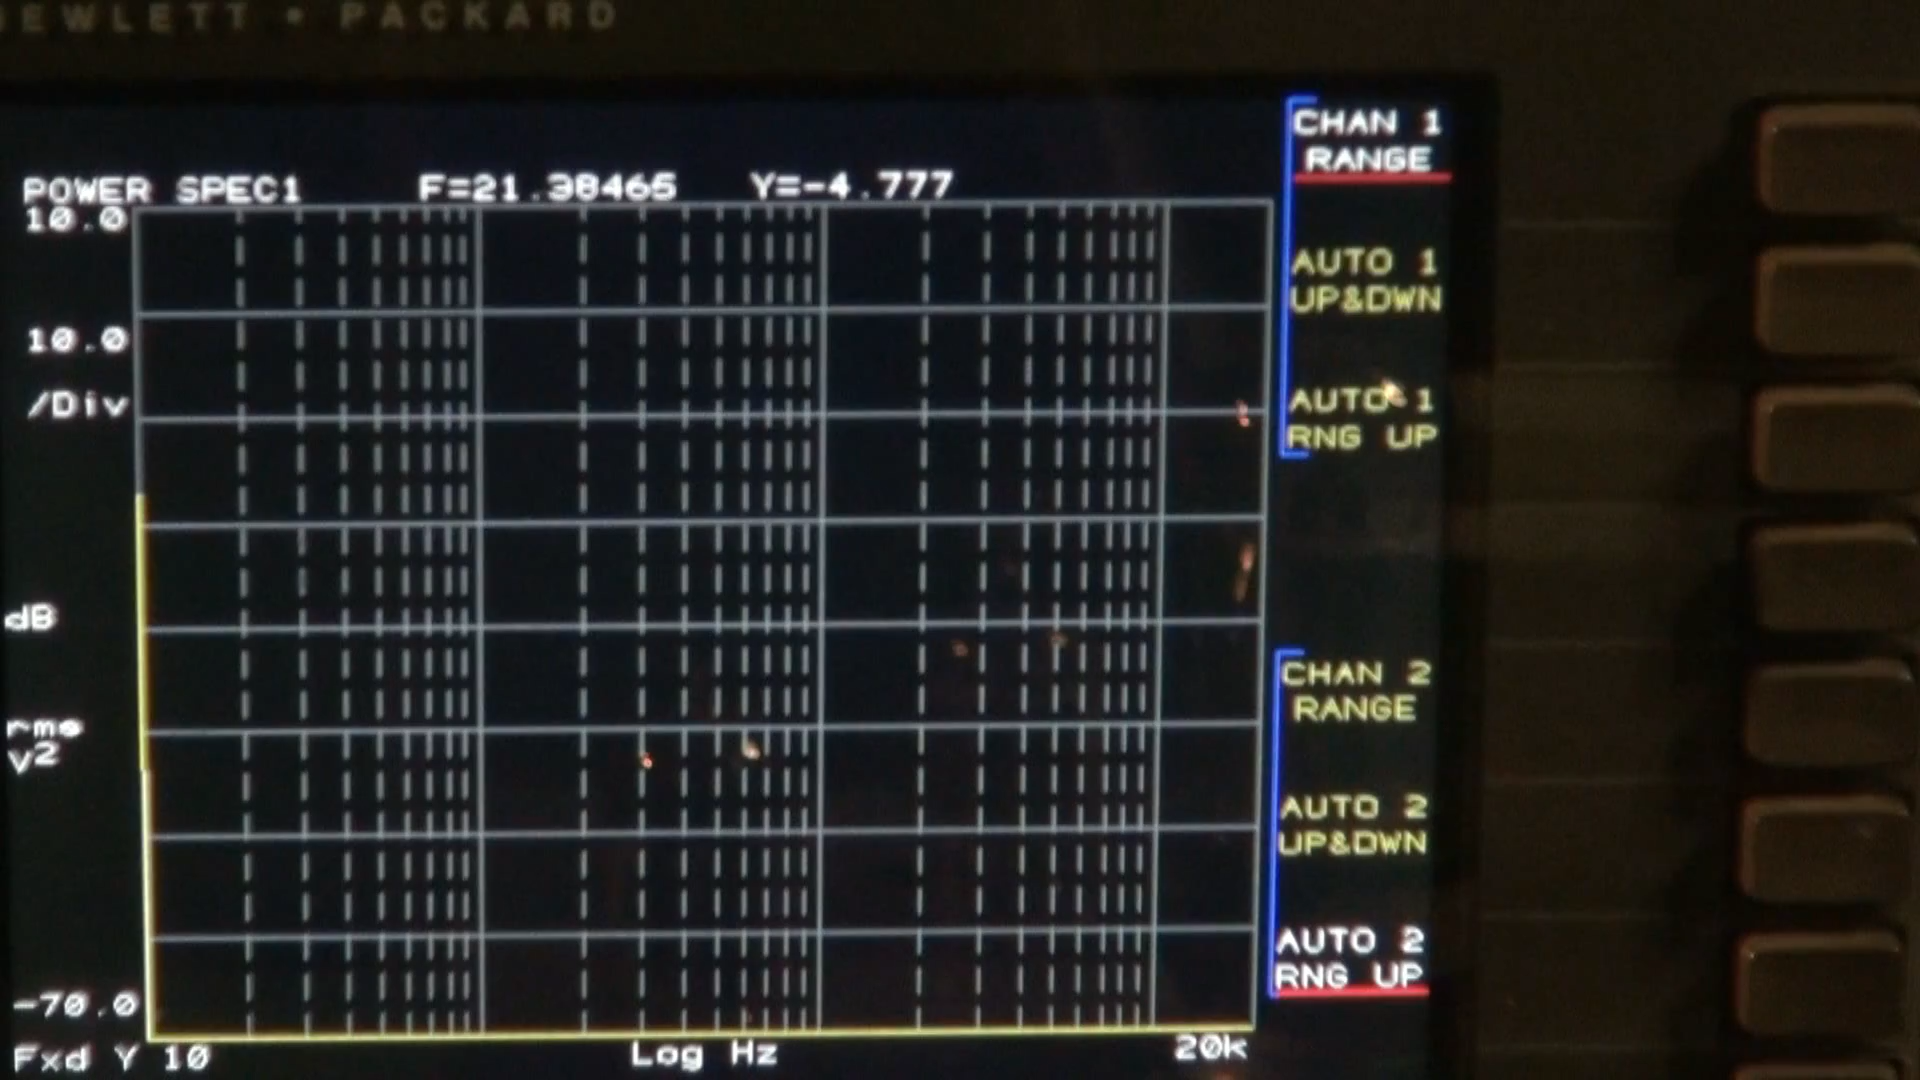 HEWLETT • PACKARD
POWER SPEC1 F=21.38465 Y=-4.777
10.0
10.0
/Div
dB
rms
V2
-70.0
Fxd Y 10 Log Hz 20k
CHAN 1
RANGE
AUTO 1
UP&DWN
AUTO 1
RNG UP
CHAN 2
RANGE
AUTO 2
UP&DWN
AUTO 2
RNG UP